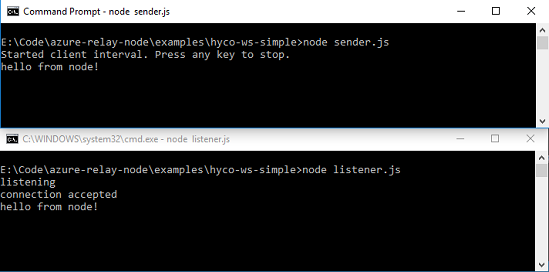 Command Prompt - node sender.js
E:\Code\azure-relay-node\examples\hyco-ws-simple>node sender.js
Started client interval. Press any key to stop.
hello from node!
C:\WINDOWS\system32\cmd.exe - node listener.js
E:\Code\azure-relay-node\examples\hyco-ws-simple>node listener.js
listening
connection accepted
hello from node!